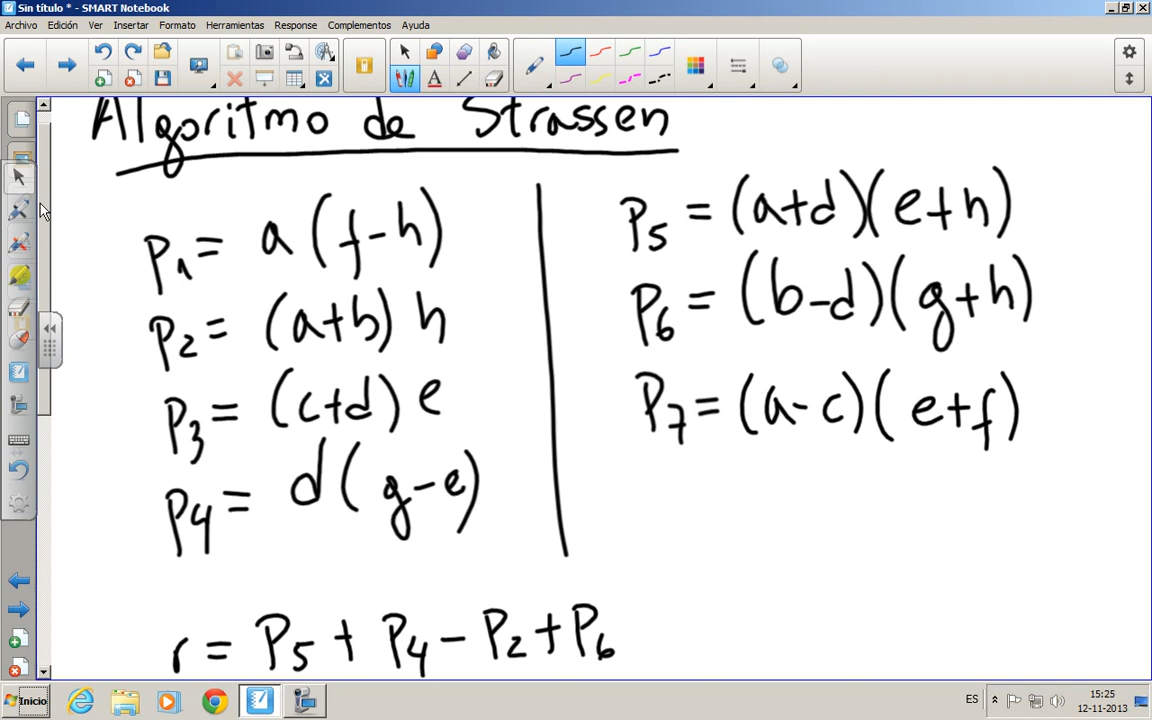 Sin título * - SMART Notebook
Archivo Edición Ver Insertar Formato Herramientas Response Complementos Ayuda
Algoritmo de Strassen
P1 = a (f-h)
P2 = (a+b) h
P3 = (c+d) e
P4 = d (g-e)
P5 = (a+d)(e+h)
P6 = (b-d)(g+h)
P7 = (a-c)(e+f)
r = P5 + P4 - P2 + P6
Inicio
ES
15:25
12-11-2013